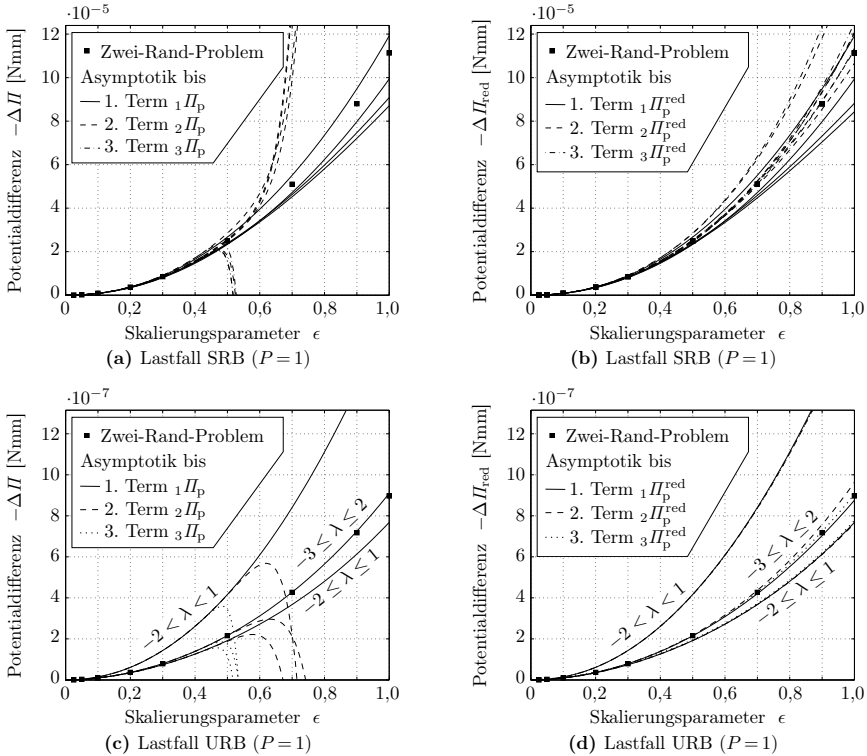 ·10⁻⁵
Potentialdifferenz −ΔΠ [Nmm]
12
10
8
6
4
2
0
Zwei-Rand-Problem
Asymptotik bis
1. Term ₁Πₚ
2. Term ₂Πₚ
3. Term ₃Πₚ
0 0,2 0,4 0,6 0,8 1,0
Skalierungsparameter ϵ
(a) Lastfall SRB (P = 1)
·10⁻⁵
Potentialdifferenz −ΔΠ_red [Nmm]
12
10
8
6
4
2
0
Zwei-Rand-Problem
Asymptotik bis
1. Term ₁Πₚ^red
2. Term ₂Πₚ^red
3. Term ₃Πₚ^red
0 0,2 0,4 0,6 0,8 1,0
Skalierungsparameter ϵ
(b) Lastfall SRB (P = 1)
·10⁻⁷
Potentialdifferenz −ΔΠ [Nmm]
12
10
8
6
4
2
0
Zwei-Rand-Problem
Asymptotik bis
1. Term ₁Πₚ
2. Term ₂Πₚ
3. Term ₃Πₚ
−2 < λ < 1
−3 ≤ λ ≤ 2
−2 ≤ λ ≤ 1
0 0,2 0,4 0,6 0,8 1,0
Skalierungsparameter ϵ
(c) Lastfall URB (P = 1)
·10⁻⁷
Potentialdifferenz −ΔΠ_red [Nmm]
12
10
8
6
4
2
0
Zwei-Rand-Problem
Asymptotik bis
1. Term ₁Πₚ^red
2. Term ₂Πₚ^red
3. Term ₃Πₚ^red
−2 < λ < 1
−3 ≤ λ ≤ 2
−2 ≤ λ ≤ 1
0 0,2 0,4 0,6 0,8 1,0
Skalierungsparameter ϵ
(d) Lastfall URB (P = 1)